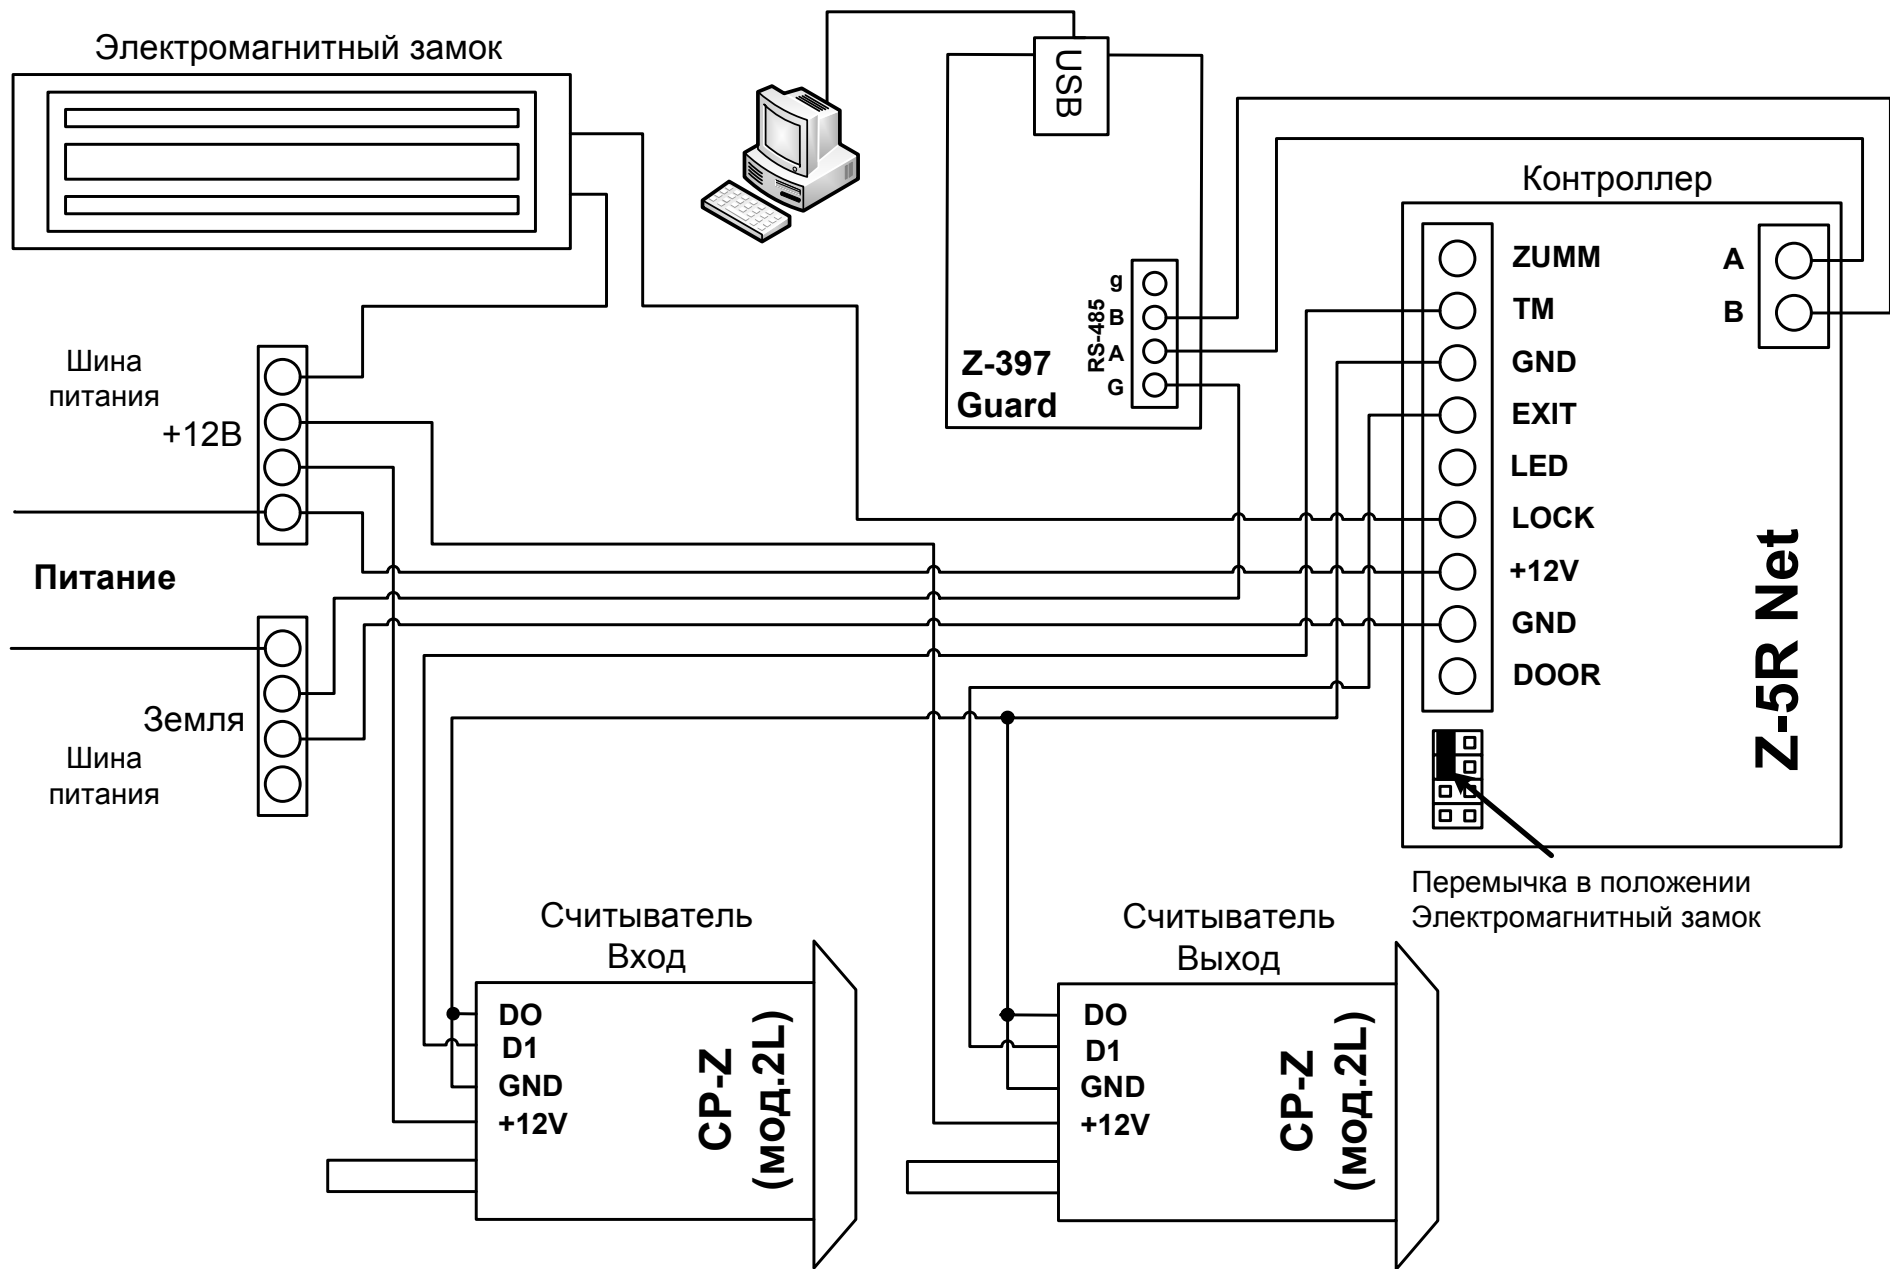 Электромагнитный замок
USB
Контроллер
g
B
A
G
RS-485
Z-397
Guard
ZUMM
TM
GND
EXIT
LED
LOCK
+12V
GND
DOOR
A
B
Z-5R Net
Шина
питания
+12В
Питание
Земля
Шина
питания
Перемычка в положении
Электромагнитный замок
Считыватель
Вход
DO
D1
GND
+12V
CP-Z
(мод.2L)
Считыватель
Выход
DO
D1
GND
+12V
CP-Z
(мод.2L)